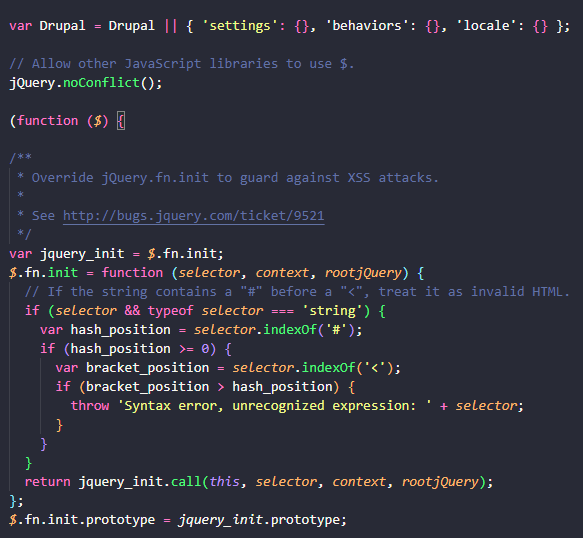 var Drupal = Drupal || { 'settings': {}, 'behaviors': {}, 'locale': {} };
// Allow other JavaScript libraries to use $.
jQuery.noConflict();
(function ($) {
/**
 * Override jQuery.fn.init to guard against XSS attacks.
 *
 * See http://bugs.jquery.com/ticket/9521
 */
var jquery_init = $.fn.init;
$.fn.init = function (selector, context, rootjQuery) {
  // If the string contains a "#" before a "<", treat it as invalid HTML.
  if (selector && typeof selector === 'string') {
    var hash_position = selector.indexOf('#');
    if (hash_position >= 0) {
      var bracket_position = selector.indexOf('<');
      if (bracket_position > hash_position) {
        throw 'Syntax error, unrecognized expression: ' + selector;
      }
    }
  }
  return jquery_init.call(this, selector, context, rootjQuery);
};
$.fn.init.prototype = jquery_init.prototype;